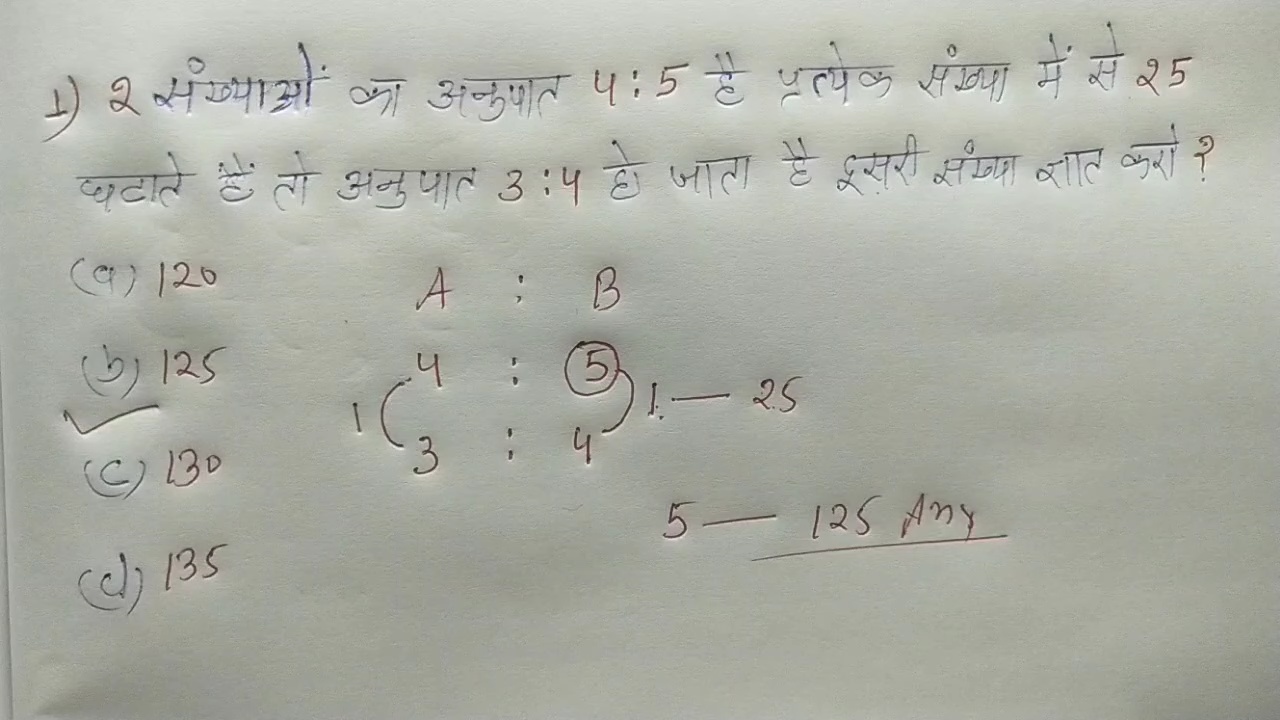 1) 2 संख्याओं का अनुपात 4:5 है प्रत्येक संख्या में से 25
घटाते हैं तो अनुपात 3:4 हो जाता है दूसरी संख्या ज्ञात करो ?
(a) 120
A : B
(b) 125
4 : 5
1
1 — 25
3 : 4
(c) 130
5 — 125 Ans
(d) 135